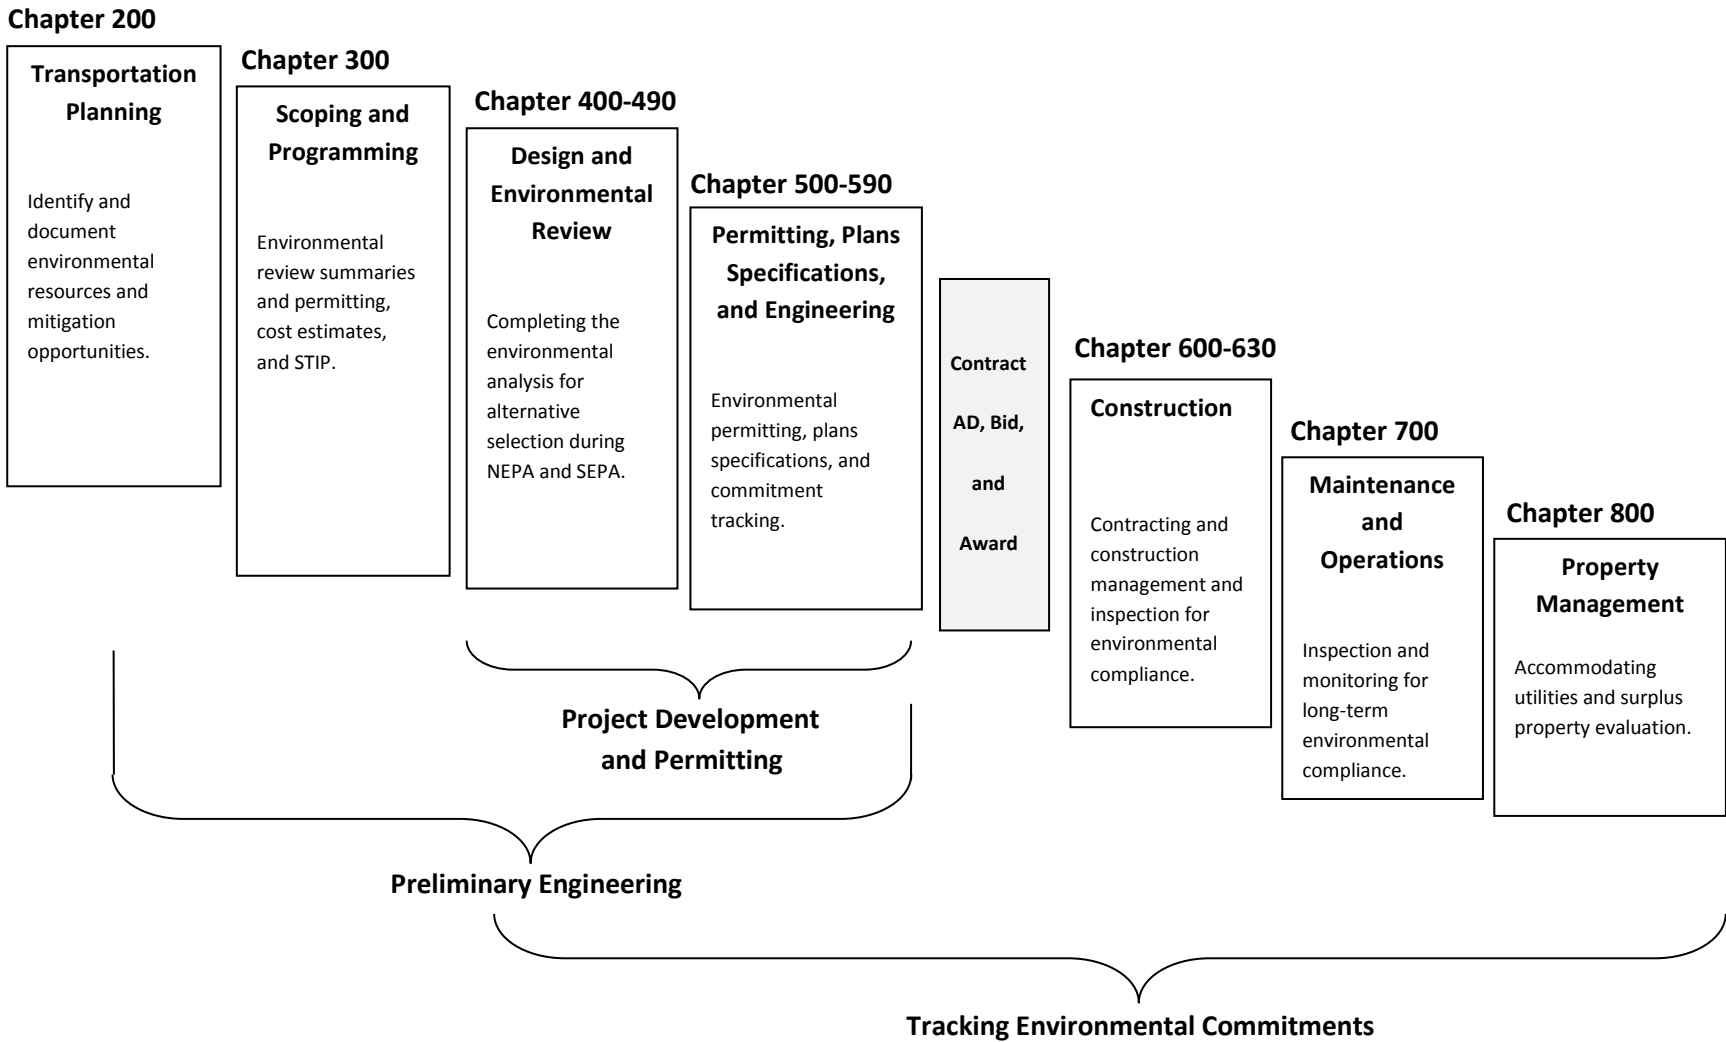 Chapter 200
Transportation
Planning
Identify and
document
environmental
resources and
mitigation
opportunities.
Chapter 300
Scoping and
Programming
Environmental
review summaries
and permitting,
cost estimates,
and STIP.
Chapter 400-490
Design and
Environmental
Review
Completing the
environmental
analysis for
alternative
selection during
NEPA and SEPA.
Chapter 500-590
Permitting, Plans
Specifications,
and Engineering
Environmental
permitting, plans
specifications, and
commitment
tracking.
Contract
AD, Bid,
and
Award
Chapter 600-630
Construction
Contracting and
construction
management and
inspection for
environmental
compliance.
Chapter 700
Maintenance
and
Operations
Inspection and
monitoring for
long-term
environmental
compliance.
Chapter 800
Property
Management
Accommodating
utilities and surplus
property evaluation.
Project Development
and Permitting
Preliminary Engineering
Tracking Environmental Commitments